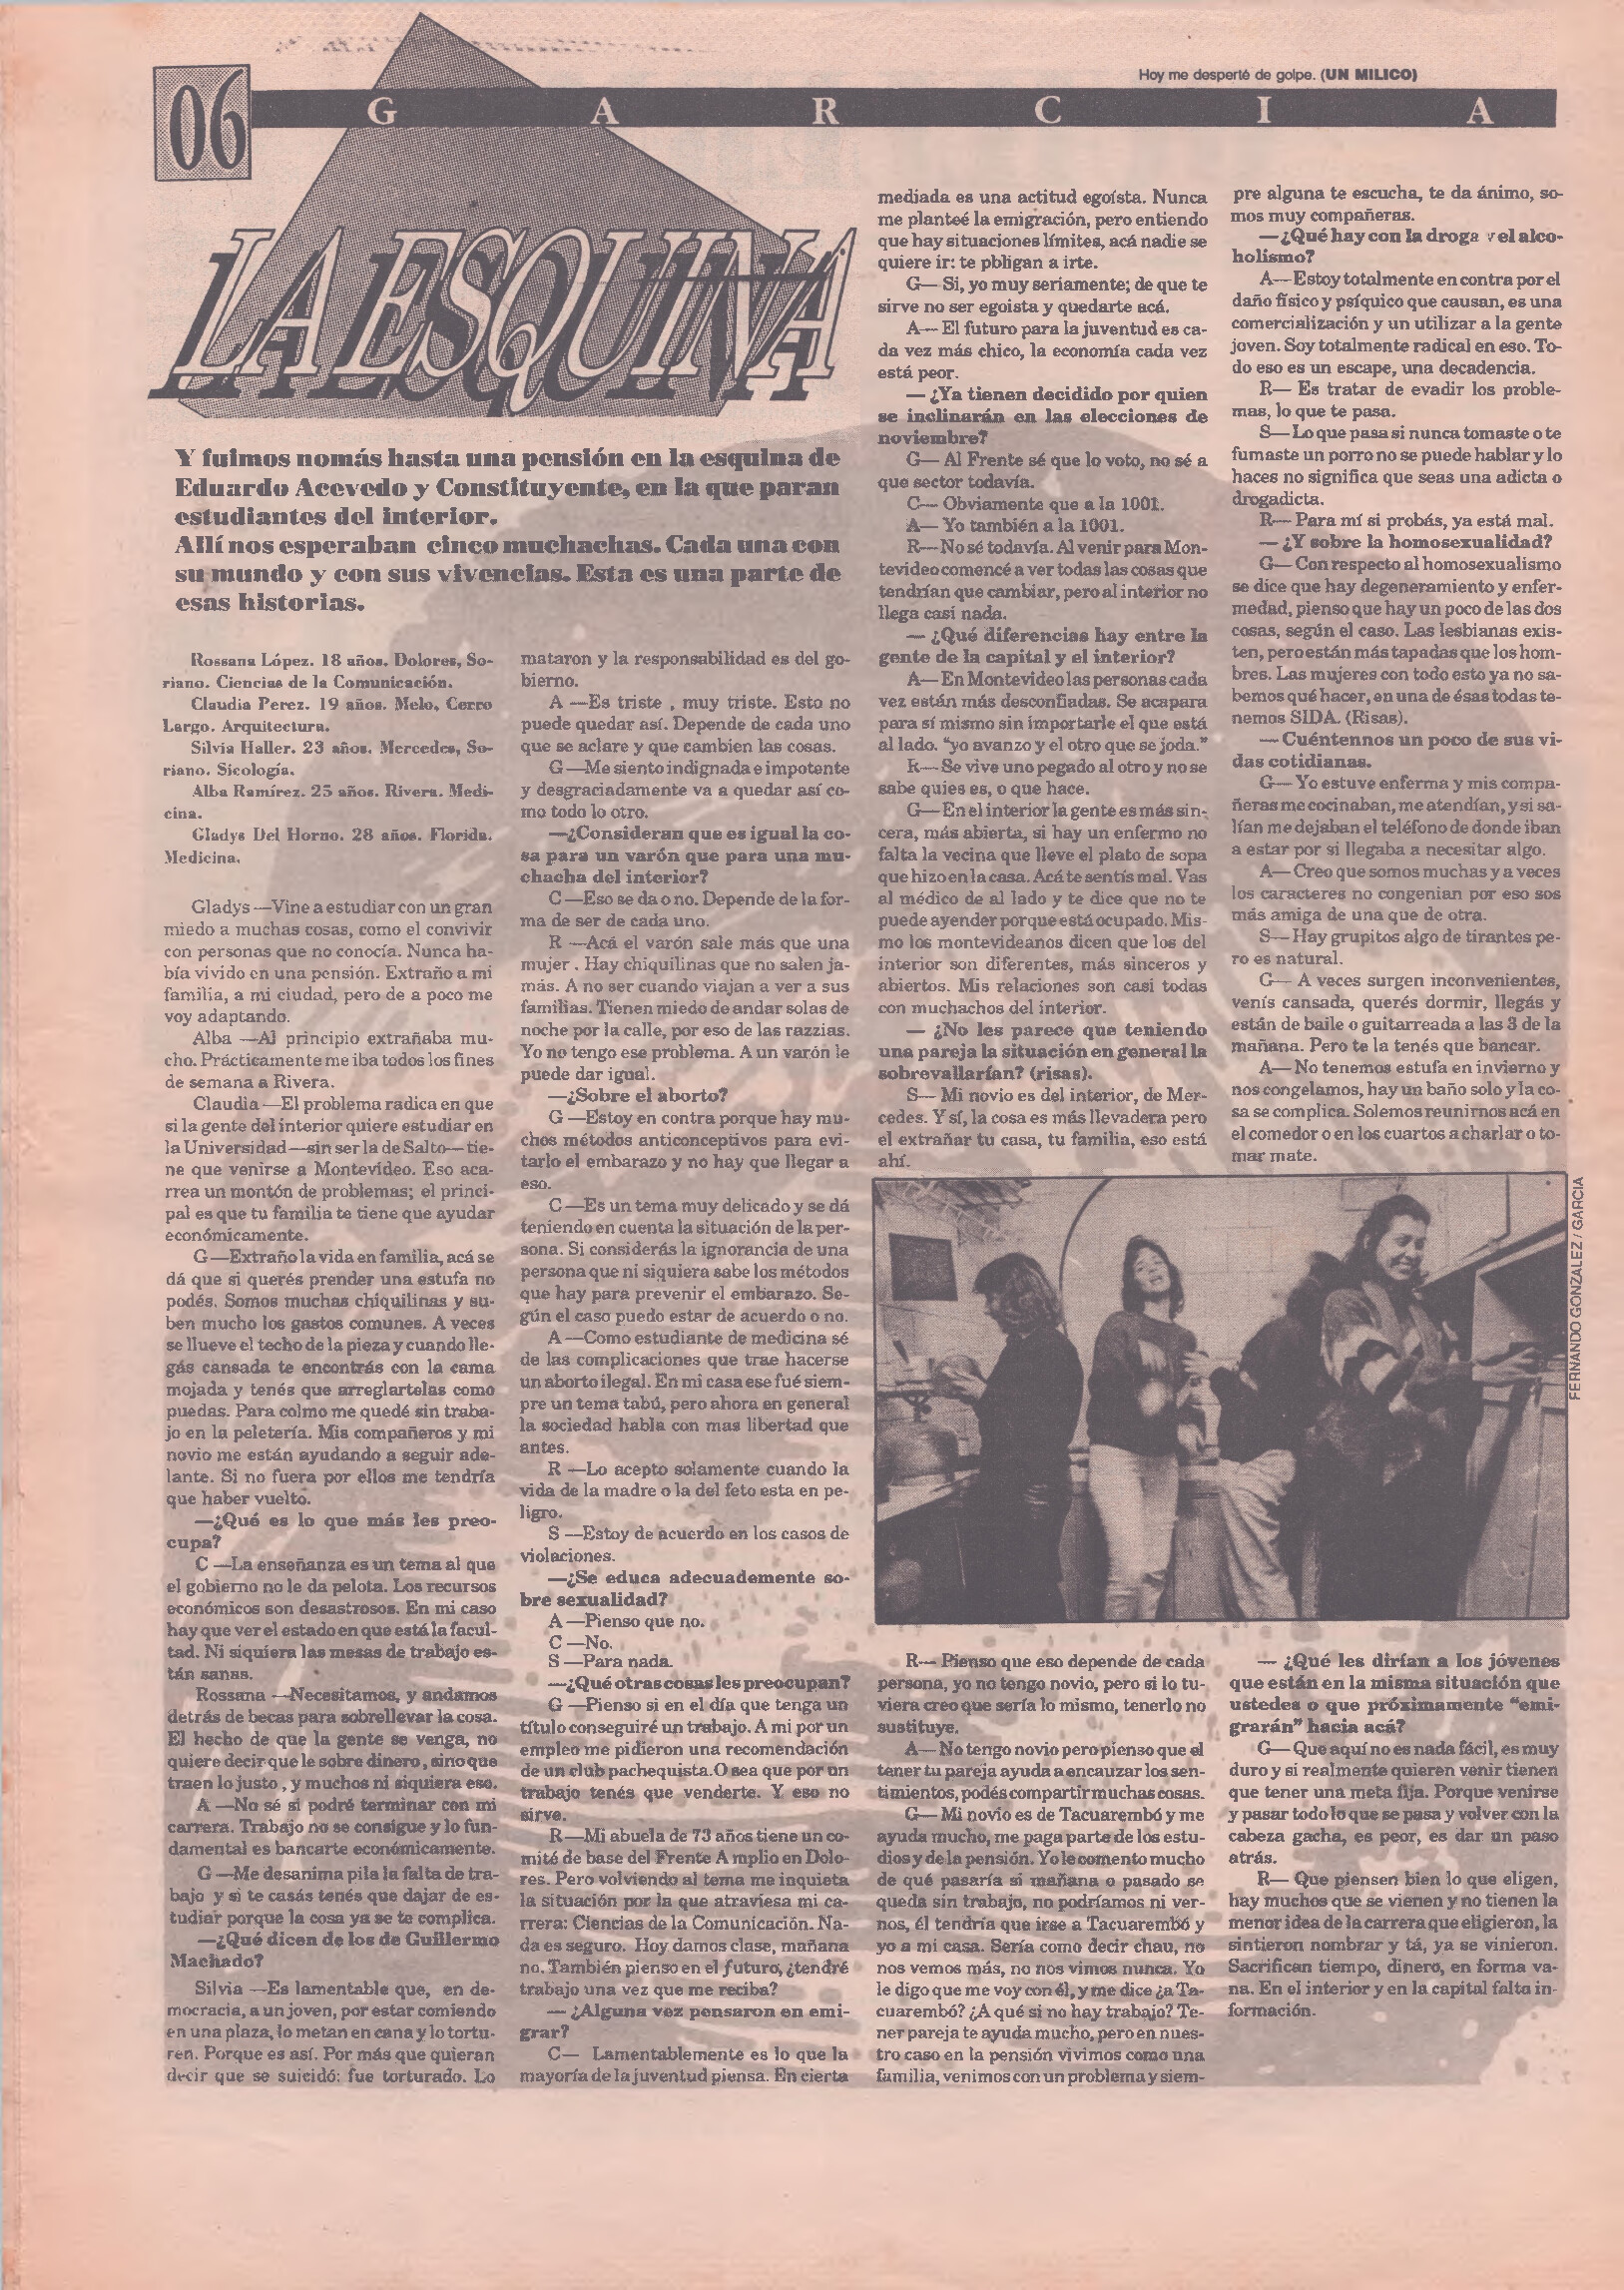 Hoy me desperté de golpe. (UN MILICO)
06
G A R C I A
LA ESQUINA
Y fuimos nomás hasta una pensión en la esquina de
Eduardo Acevedo y Constituyente, en la que paran
estudiantes del interior.
Allí nos esperaban cinco muchachas. Cada una con
su mundo y con sus vivencias. Esta es una parte de
esas historias.
Rossana López. 18 años. Dolores, So-
riano. Ciencias de la Comunicación.
Claudia Perez. 19 años. Melo, Cerro
Largo. Arquitectura.
Silvia Haller. 23 años. Mercedes, So-
riano. Sicología.
Alba Ramírez. 25 años. Rivera. Medi-
cina.
Gladys Del Horno. 28 años. Florida.
Medicina.
Gladys —Vine a estudiar con un gran
miedo a muchas cosas, como el convivir
con personas que no conocía. Nunca ha-
bía vivido en una pensión. Extraño a mi
familia, a mi ciudad, pero de a poco me
voy adaptando.
Alba —Al principio extrañaba mu-
cho. Prácticamente me iba todos los fines
de semana a Rivera.
Claudia —El problema radica en que
si la gente del interior quiere estudiar en
la Universidad —sin ser la de Salto— tie-
ne que venirse a Montevideo. Eso aca-
rrea un montón de problemas; el princi-
pal es que tu familia te tiene que ayudar
económicamente.
G —Extraño la vida en familia, acá se
dá que si querés prender una estufa no
podés. Somos muchas chiquilinas y su-
ben mucho los gastos comunes. A veces
se llueve el techo de la pieza y cuando lle-
gás cansada te encontrás con la cama
mojada y tenés que arreglartelas como
puedas. Para colmo me quedé sin traba-
jo en la peletería. Mis compañeros y mi
novio me están ayudando a seguir ade-
lante. Si no fuera por ellos me tendría
que haber vuelto.
—¿Qué es lo que más les preo-
cupa?
C —La enseñanza es un tema al que
el gobierno no le da pelota. Los recursos
económicos son desastrosos. En mi caso
hay que ver el estado en que está la facul-
tad. Ni siquiera las mesas de trabajo es-
tán sanas.
Rossana —Necesitamos, y andamos
detrás de becas para sobrellevar la cosa.
El hecho de que la gente se venga, no
quiere decir que le sobre dinero, sino que
traen lo justo, y muchos ni siquiera eso.
A —No sé si podré terminar con mi
carrera. Trabajo no se consigue y lo fun-
damental es bancarte económicamente.
G —Me desanima pila la falta de tra-
bajo y si te casás tenés que dajar de es-
tudiar porque la cosa ya se te complica.
—¿Qué dicen de los de Guillermo
Machado?
Silvia —Es lamentable que, en de-
mocracia, a un joven, por estar comiendo
en una plaza, lo metan en cana y lo tortu-
ren. Porque es así. Por más que quieran
decir que se suicidó: fue torturado. Lo
mataron y la responsabilidad es del go-
bierno.
A —Es triste , muy triste. Esto no
puede quedar así. Depende de cada uno
que se aclare y que cambien las cosas.
G —Me siento indignada e impotente
y desgraciadamente va a quedar así co-
mo todo lo otro.
—¿Consideran que es igual la co-
sa para un varón que para una mu-
chacha del interior?
C —Eso se da o no. Depende de la for-
ma de ser de cada uno.
R —Acá el varón sale más que una
mujer . Hay chiquilinas que no salen ja-
más. A no ser cuando viajan a ver a sus
familias. Tienen miedo de andar solas de
noche por la calle, por eso de las razzias.
Yo no tengo ese problema. A un varón le
puede dar igual.
—¿Sobre el aborto?
G —Estoy en contra porque hay mu-
chos métodos anticonceptivos para evi-
tarlo el embarazo y no hay que llegar a
eso.
C —Es un tema muy delicado y se dá
teniendo en cuenta la situación de la per-
sona. Si considerás la ignorancia de una
persona que ni siquiera sabe los métodos
que hay para prevenir el embarazo. Se-
gún el caso puedo estar de acuerdo o no.
A —Como estudiante de medicina sé
de las complicaciones que trae hacerse
un aborto ilegal. En mi casa ese fué siem-
pre un tema tabú, pero ahora en general
la sociedad habla con mas libertad que
antes.
R —Lo acepto solamente cuando la
vida de la madre o la del feto esta en pe-
ligro.
S —Estoy de acuerdo en los casos de
violaciones.
—¿Se educa adecuademente so-
bre sexualidad?
A —Pienso que no.
C —No.
S —Para nada.
—¿Qué otras cosas les preocupan?
G —Pienso si en el día que tenga un
título conseguiré un trabajo. A mi por un
empleo me pidieron una recomendación
de un club pachequista.O sea que por un
trabajo tenés que venderte. Y eso no
sirve.
R—Mi abuela de 73 años tiene un co-
mité de base del Frente Amplio en Dolo-
res. Pero volviendo al tema me inquieta
la situación por la que atraviesa mi ca-
rrera: Ciencias de la Comunicación. Na-
da es seguro. Hoy damos clase, mañana
no. También pienso en el futuro, ¿tendré
trabajo una vez que me reciba?
— ¿Alguna vez pensaron en emi-
grar?
C— Lamentablemente es lo que la
mayoría de la juventud piensa. En cierta
mediada es una actitud egoísta. Nunca
me planteé la emigración, pero entiendo
que hay situaciones límites, acá nadie se
quiere ir: te pbligan a irte.
G— Si, yo muy seriamente; de que te
sirve no ser egoista y quedarte acá.
A— El futuro para la juventud es ca-
da vez más chico, la economía cada vez
está peor.
— ¿Ya tienen decidido por quien
se inclinarán en las elecciones de
noviembre?
G— Al Frente sé que lo voto, no sé a
que sector todavía.
C— Obviamente que a la 1001.
A— Yo también a la 1001.
R— No sé todavía. Al venir para Mon-
tevideo comencé a ver todas las cosas que
tendrían que cambiar, pero al interior no
llega casi nada.
— ¿Qué diferencias hay entre la
gente de la capital y el interior?
A— En Montevideo las personas cada
vez están más desconfiadas. Se acapara
para sí mismo sin importarle el que está
al lado. "yo avanzo y el otro que se joda."
R— Se vive uno pegado al otro y no se
sabe quies es, o que hace.
G— En el interior la gente es más sin-
cera, más abierta, si hay un enfermo no
falta la vecina que lleve el plato de sopa
que hizo en la casa. Acá te sentís mal. Vas
al médico de al lado y te dice que no te
puede ayender porque está ocupado. Mis-
mo los montevideanos dicen que los del
interior son diferentes, más sinceros y
abiertos. Mis relaciones son casi todas
con muchachos del interior.
— ¿No les parece que teniendo
una pareja la situación en general la
sobrevallarían? (risas).
S— Mi novio es del interior, de Mer-
cedes. Y sí, la cosa es más llevadera pero
el extrañar tu casa, tu familia, eso está
ahí.
R— Pienso que eso depende de cada
persona, yo no tengo novio, pero si lo tu-
viera creo que sería lo mismo, tenerlo no
sustituye.
A— No tengo novio pero pienso que el
tener tu pareja ayuda a encauzar los sen-
timientos, podés compartir muchas cosas.
G— Mi novio es de Tacuarembó y me
ayuda mucho, me paga parte de los estu-
dios y de la pensión. Yo le comento mucho
de qué pasaría si mañana o pasado se
queda sin trabajo, no podríamos ni ver-
nos, él tendría que irse a Tacuarembó y
yo a mi casa. Sería como decir chau, no
nos vemos más, no nos vimos nunca. Yo
le digo que me voy con él, y me dice ¿a Ta-
cuarembó? ¿A qué si no hay trabajo? Te-
ner pareja te ayuda mucho, pero en nues-
tro caso en la pensión vivimos como una
familia, venimos con un problema y siem-
pre alguna te escucha, te da ánimo, so-
mos muy compañeras.
— ¿Qué hay con la droga y el alco-
holismo?
A— Estoy totalmente en contra por el
daño físico y psíquico que causan, es una
comercialización y un utilizar a la gente
joven. Soy totalmente radical en eso. To-
do eso es un escape, una decadencia.
R— Es tratar de evadir los proble-
mas, lo que te pasa.
S— Lo que pasa si nunca tomaste o te
fumaste un porro no se puede hablar y lo
haces no significa que seas una adicta o
drogadicta.
R— Para mí si probás, ya está mal.
— ¿Y sobre la homosexualidad?
G— Con respecto al homosexualismo
se dice que hay degeneramiento y enfer-
medad, pienso que hay un poco de las dos
cosas, según el caso. Las lesbianas exis-
ten, pero están más tapadas que los hom-
bres. Las mujeres con todo esto ya no sa-
bemos qué hacer, en una de ésas todas te-
nemos SIDA. (Risas).
— Cuéntennos un poco de sus vi-
das cotidianas.
G— Yo estuve enferma y mis compa-
ñeras me cocinaban, me atendían, y si sa-
lían me dejaban el teléfono de donde iban
a estar por si llegaba a necesitar algo.
A— Creo que somos muchas y a veces
los caracteres no congenian por eso sos
más amiga de una que de otra.
S— Hay grupitos algo de tirantes pe-
ro es natural.
G— A veces surgen inconvenientes,
venís cansada, querés dormir, llegás y
están de baile o guitarreada a las 3 de la
mañana. Pero te la tenés que bancar.
A— No tenemos estufa en invierno y
nos congelamos, hay un baño solo y la co-
sa se complica. Solemos reunirnos acá en
el comedor o en los cuartos a charlar o to-
mar mate.
FERNANDO GONZALEZ / GARCIA
— ¿Qué les dirían a los jóvenes
que están en la misma situación que
ustedes o que próximamente "emi-
grarán" hacia acá?
G— Que aquí no es nada fácil, es muy
duro y si realmente quieren venir tienen
que tener una meta fija. Porque venirse
y pasar todo lo que se pasa y volver con la
cabeza gacha, es peor, es dar un paso
atrás.
R— Que piensen bien lo que eligen,
hay muchos que se vienen y no tienen la
menor idea de la carrera que eligieron, la
sintieron nombrar y tá, ya se vinieron.
Sacrifican tiempo, dinero, en forma va-
na. En el interior y en la capital falta in-
formación.